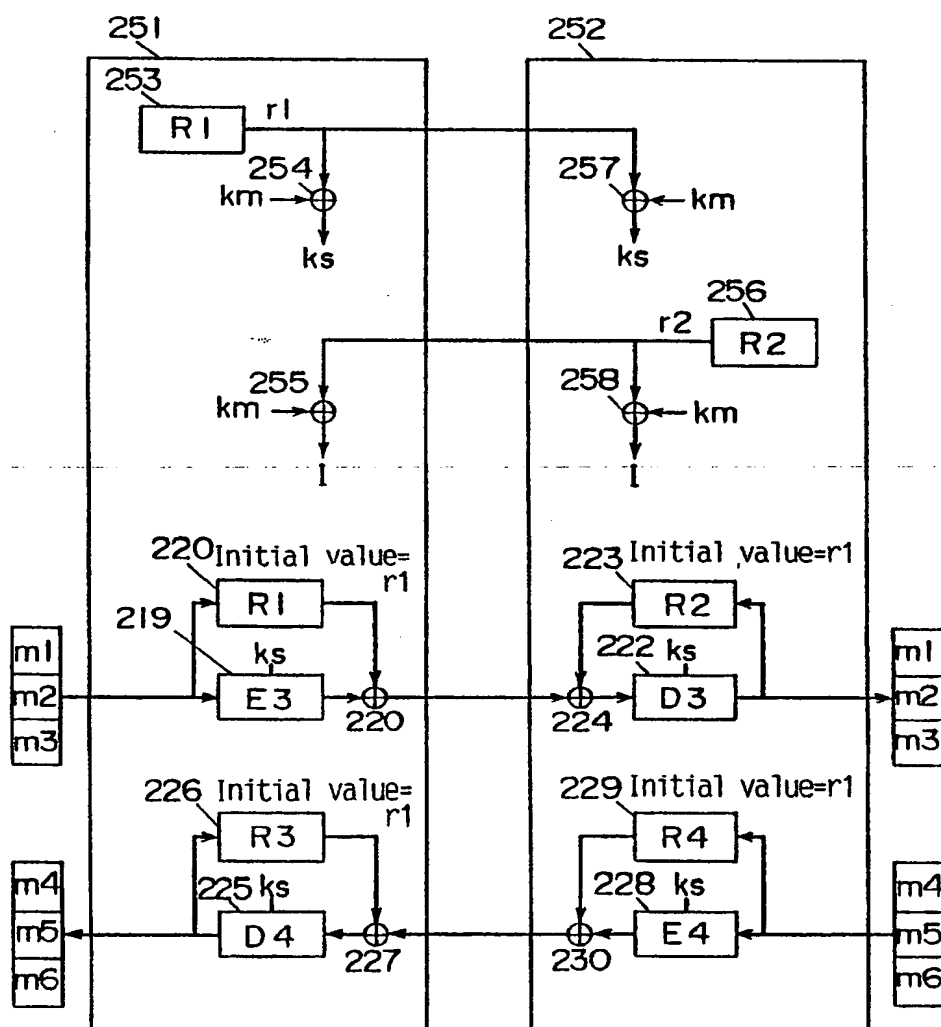 251
252
253
R1
r1
254
257
km
km
ks
ks
256
r2
R2
255
258
km
km
I
I
220
Initial value=
r1
223
Initial value=r1
R1
R2
219
ks
222
ks
m1
m2
m3
E3
220
224
D3
m1
m2
m3
226
Initial value=
r1
229
Initial value=r1
R3
R4
225
ks
228
ks
m4
m5
m6
D4
227
230
E4
m4
m5
m6